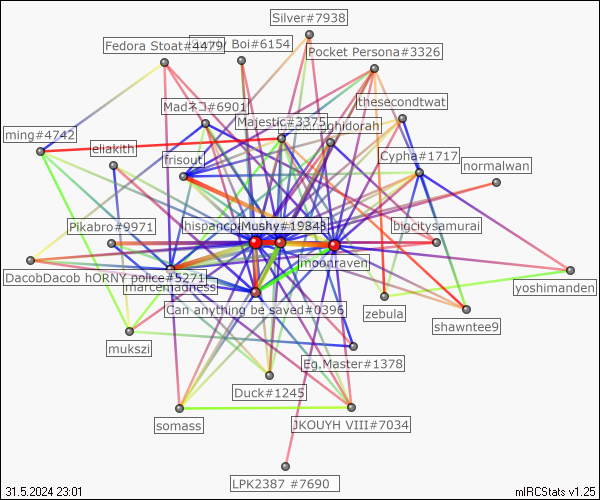 Silver#7938
Fedora Stoat#4479
Boi#6154
Pocket Persona#3326
Madネコ#6901
thesecondtwat
Majestic#3375
hidorah
ming#4742
eliakith
frisout
Cypha#1717
normalwan
Pikabro#9971
hispancp
Mushy#1984
bigcitysamurai
moonraven
DacobDacob hORNY police#5271
marcemagness
yoshimanden
Can anything be saved#0396
zebula
shawntee9
mukszi
Eg.Master#1378
Duck#1245
somass
JKOUYH VIII#7034
LPK2387 #7690
31.5.2024 23:01
mIRCStats v1.25